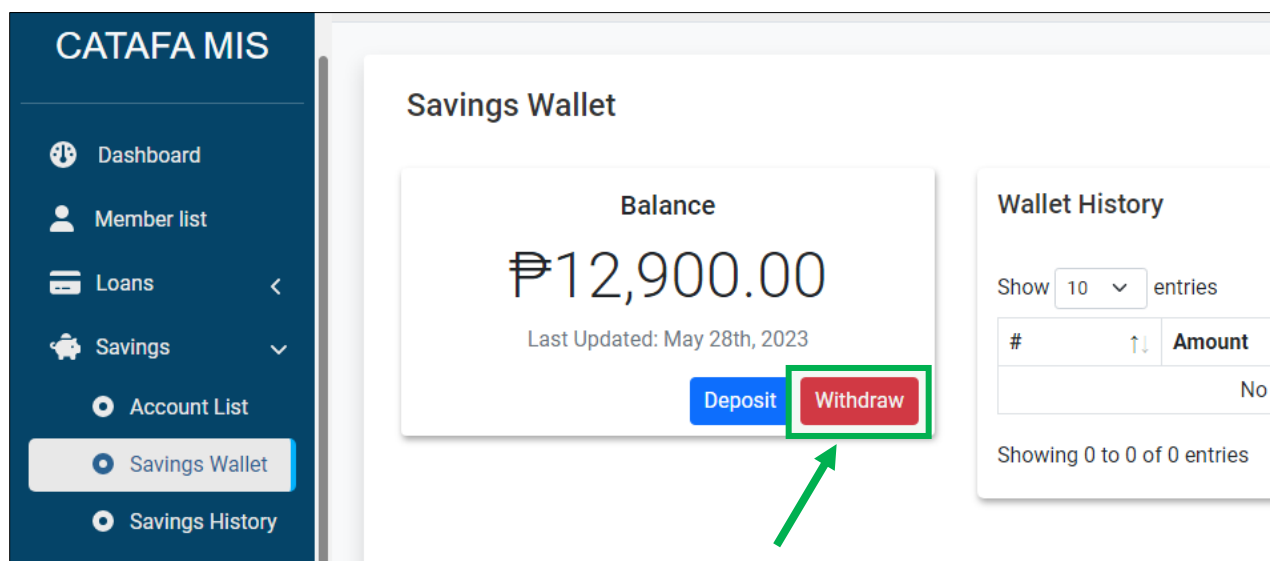 CATAFA MIS
Dashboard
Member list
Loans
Savings
Account List
Savings Wallet
Savings History
Savings Wallet
Balance
₱12,900.00
Last Updated: May 28th, 2023
Deposit
Withdraw
Wallet History
Show 10 entries
# Amount
No
Showing 0 to 0 of 0 entries